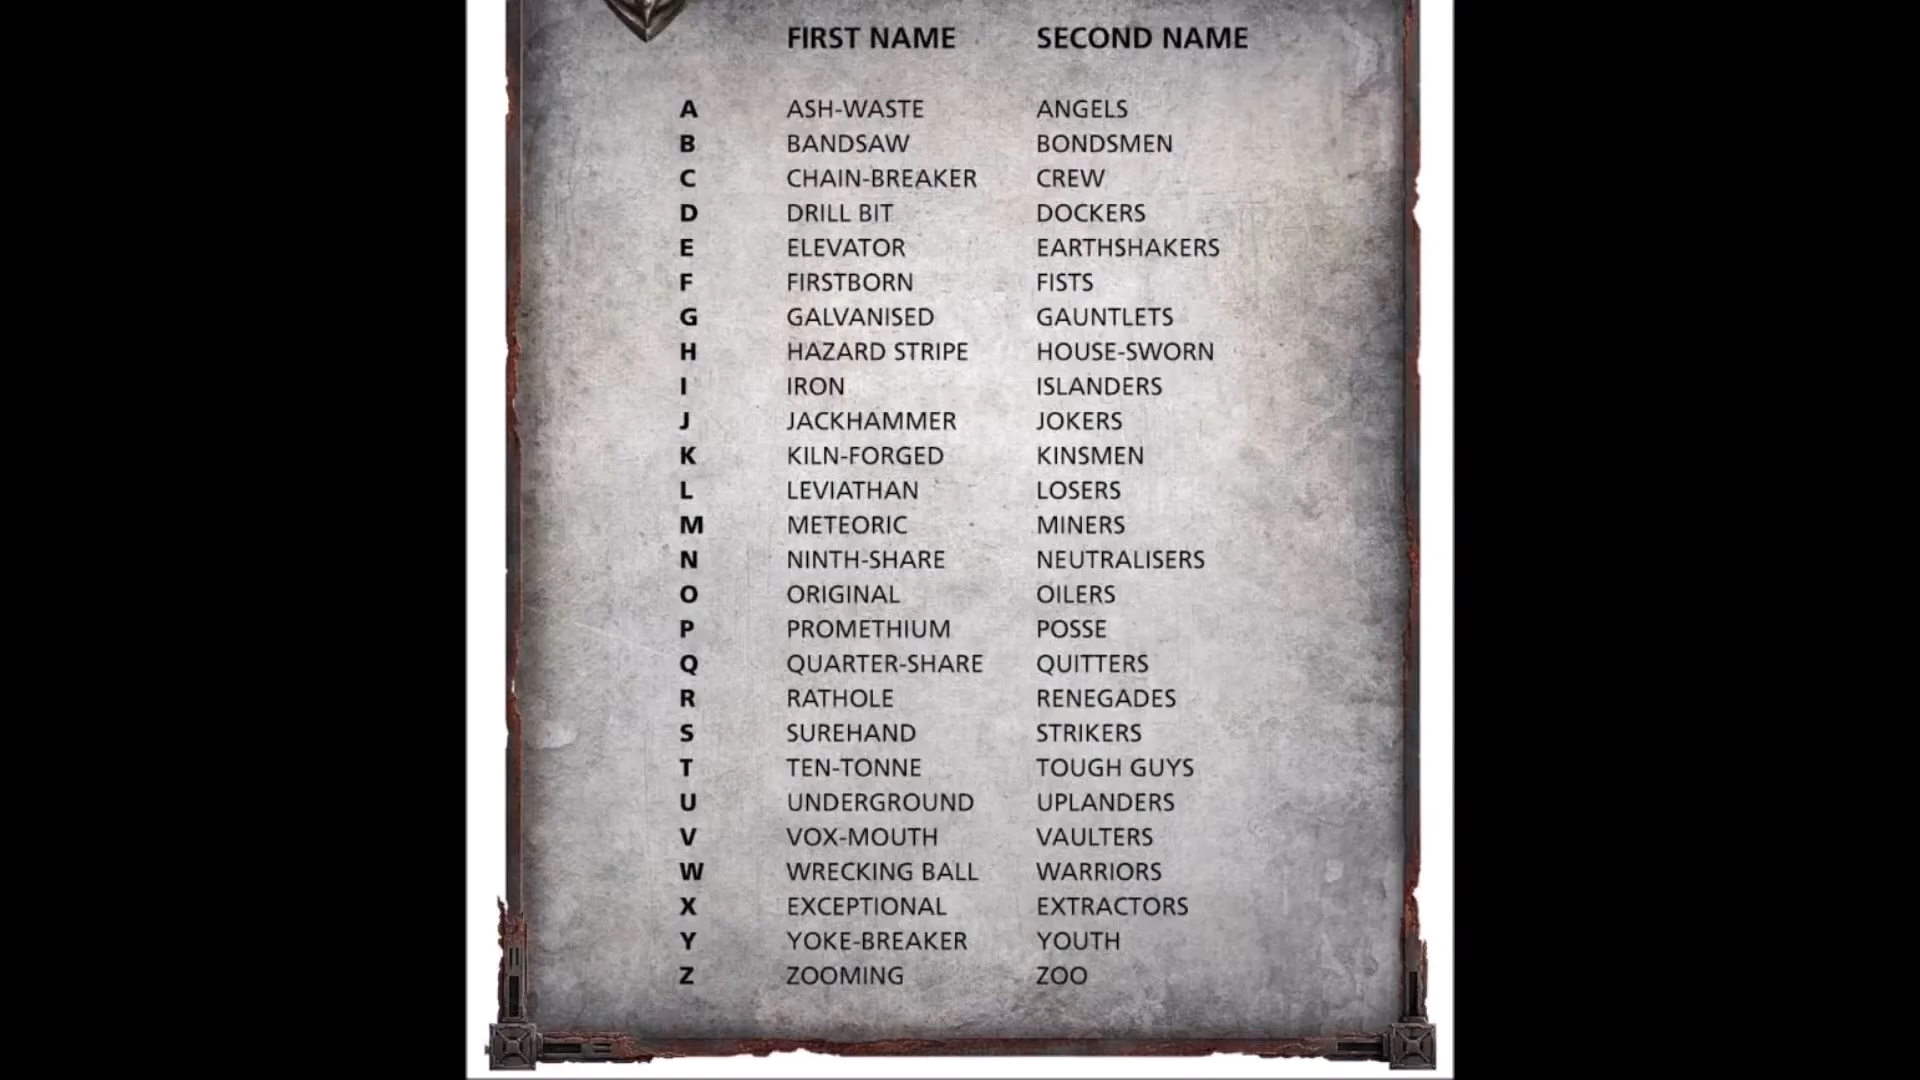 FIRST NAME SECOND NAME
A ASH-WASTE ANGELS
B BANDSAW BONDSMEN
C CHAIN-BREAKER CREW
D DRILL BIT DOCKERS
E ELEVATOR EARTHSHAKERS
F FIRSTBORN FISTS
G GALVANISED GAUNTLETS
H HAZARD STRIPE HOUSE-SWORN
I IRON ISLANDERS
J JACKHAMMER JOKERS
K KILN-FORGED KINSMEN
L LEVIATHAN LOSERS
M METEORIC MINERS
N NINTH-SHARE NEUTRALISERS
O ORIGINAL OILERS
P PROMETHIUM POSSE
Q QUARTER-SHARE QUITTERS
R RATHOLE RENEGADES
S SUREHAND STRIKERS
T TEN-TONNE TOUGH GUYS
U UNDERGROUND UPLANDERS
V VOX-MOUTH VAULTERS
W WRECKING BALL WARRIORS
X EXCEPTIONAL EXTRACTORS
Y YOKE-BREAKER YOUTH
Z ZOOMING ZOO